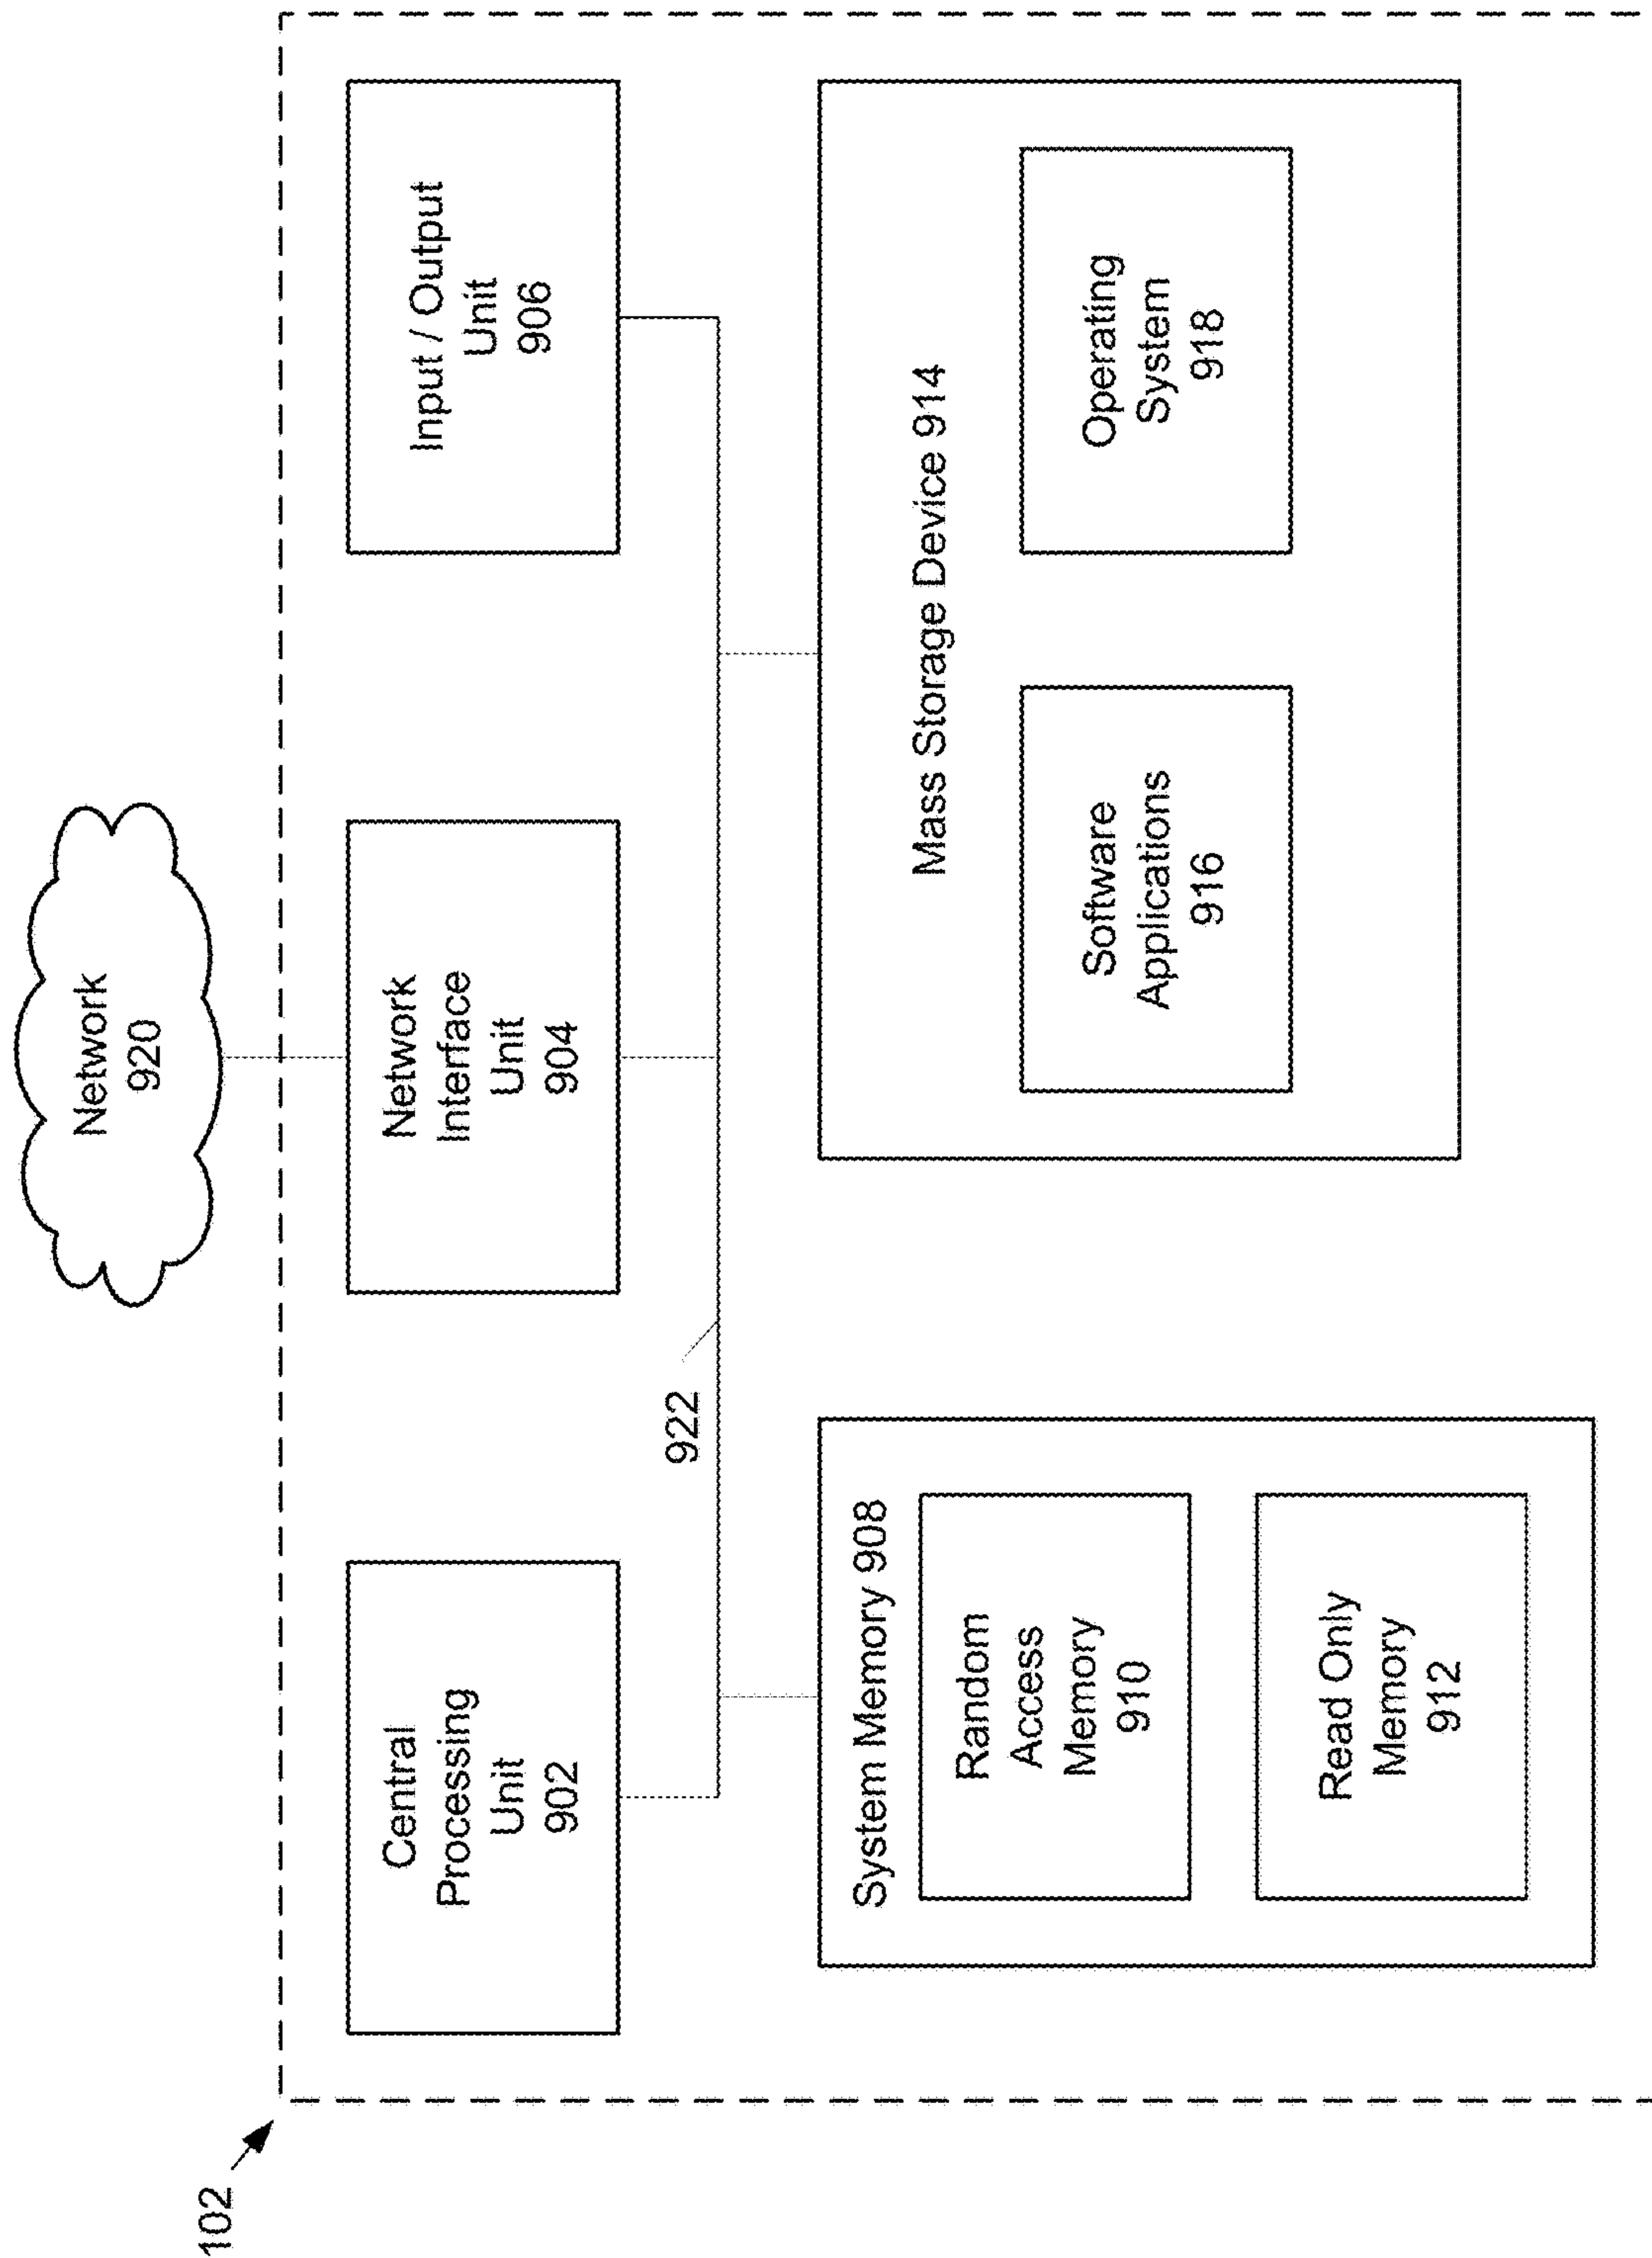 Network
920
Central
Processing
Unit
902
Network
Interface
Unit
904
Input / Output
Unit
906
922
System Memory 908
Random
Access
Memory
910
Read Only
Memory
912
Mass Storage Device 914
Software
Applications
916
Operating
System
918
102